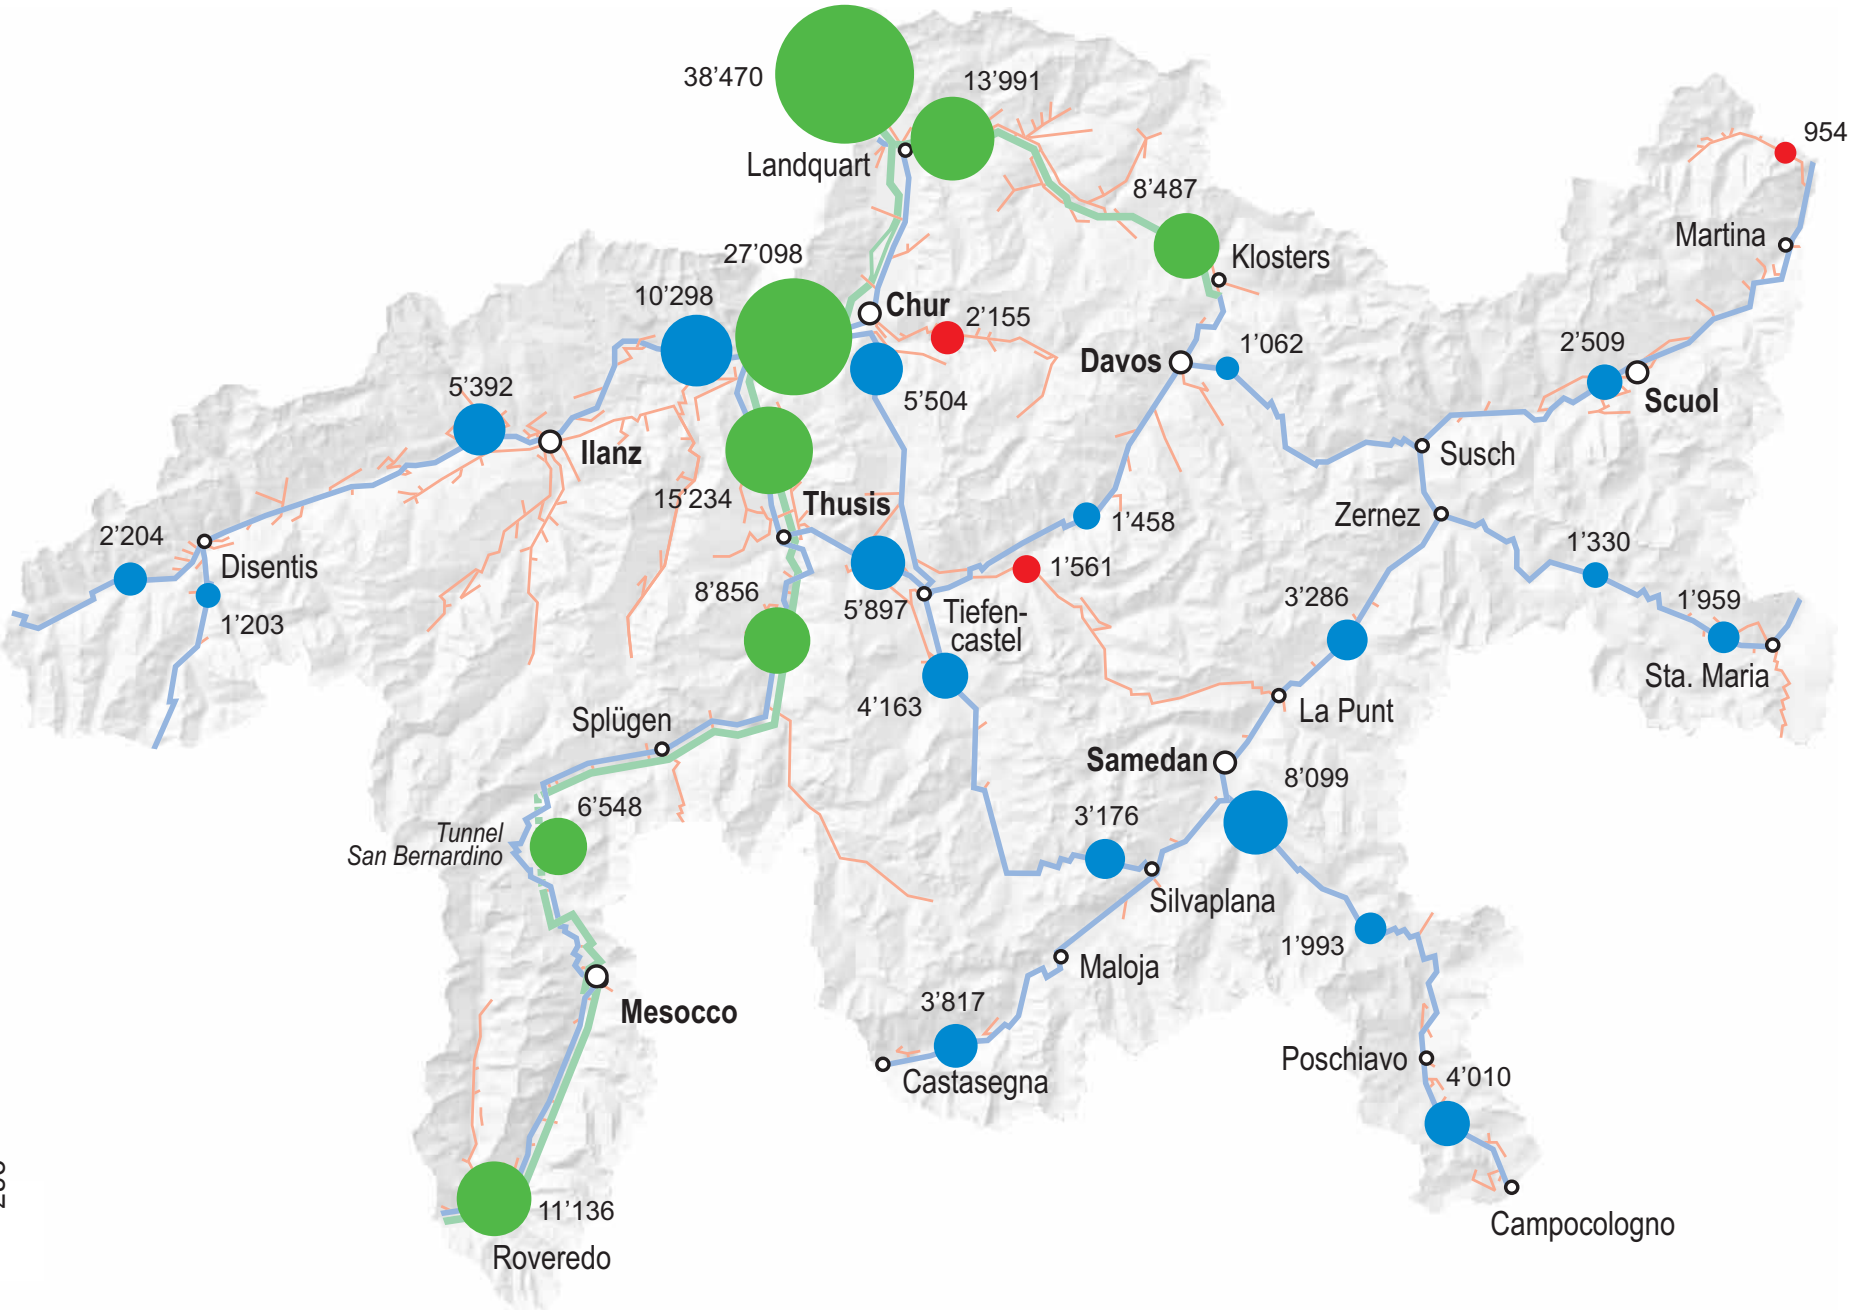 38’470
13’991
954
Landquart
8’487
Martina
27’098
Klosters
10’298
Chur
2’155
1’062
2’509
Davos
5’392
5’504
Scuol
Ilanz
Susch
15’234
Thusis
Zernez
1’458
2’204
1’330
Disentis
1’561
8’856
3’286
1’203
5’897
Tiefen-
castel
1’959
Sta. Maria
4’163
La Punt
Splügen
Samedan
8’099
6’548
3’176
Tunnel
San Bernardino
Silvaplana
1’993
Maloja
3’817
Mesocco
Poschiavo
4’010
Castasegna
11’136
Campocologno
Roveredo